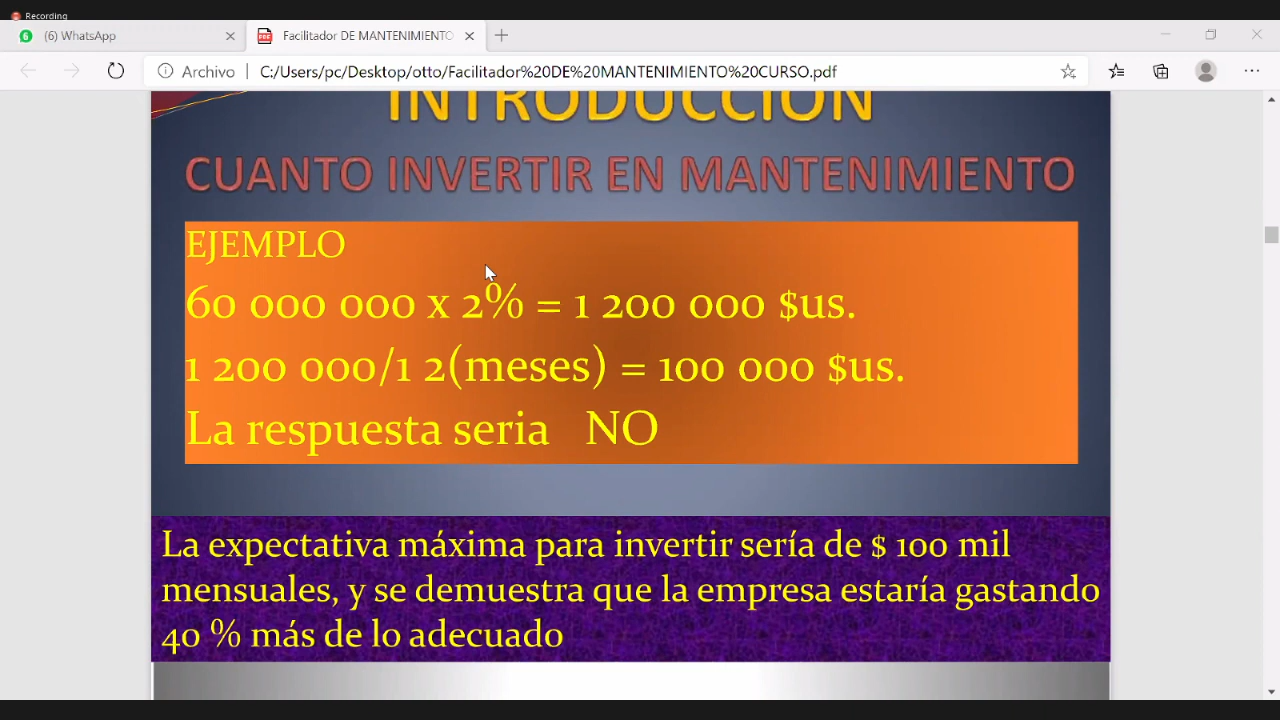 Recording
(6) WhatsApp
Facilitador DE MANTENIMIENTO
Archivo
C:/Users/pc/Desktop/otto/Facilitador%20DE%20MANTENIMIENTO%20CURSO.pdf
INTRODUCCION
CUANTO INVERTIR EN MANTENIMIENTO
EJEMPLO
60 000 000 x 2% = 1 200 000 $us.
1 200 000/1 2(meses) = 100 000 $us.
La respuesta seria NO
La expectativa máxima para invertir sería de $ 100 mil
mensuales, y se demuestra que la empresa estaría gastando
40 % más de lo adecuado